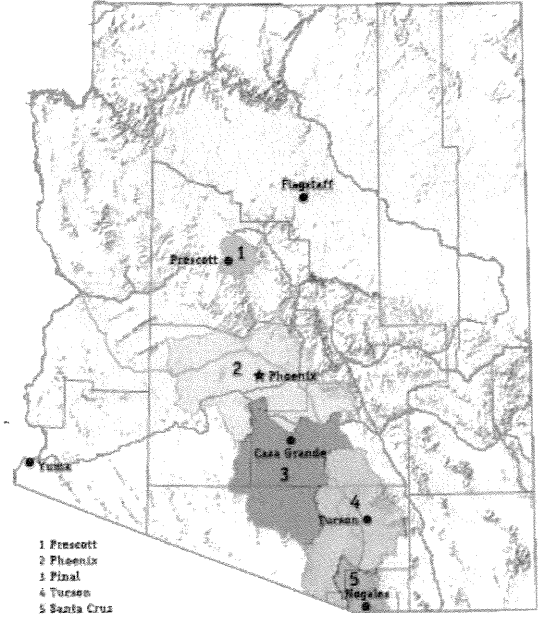 Flagstaff
Prescott 1
2 Phoenix
Casa Grande
3
Yuma
4
Tucson
5
Nogales
1 Prescott
2 Phoenix
3 Pinal
4 Tucson
5 Santa Cruz